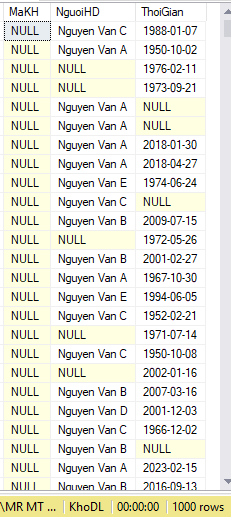 MaKH NguoiHD ThoiGian
NULL Nguyen Van C 1988-01-07
NULL Nguyen Van A 1950-10-02
NULL NULL 1976-02-11
NULL NULL 1973-09-21
NULL Nguyen Van A NULL
NULL Nguyen Van A NULL
NULL Nguyen Van A 2018-01-30
NULL Nguyen Van A 2018-04-27
NULL Nguyen Van E 1974-06-24
NULL Nguyen Van C NULL
NULL Nguyen Van B 2009-07-15
NULL NULL 1972-05-26
NULL Nguyen Van B 2001-02-27
NULL Nguyen Van A 1967-10-30
NULL Nguyen Van E 1994-06-05
NULL Nguyen Van C 1952-02-21
NULL NULL 1971-07-14
NULL Nguyen Van C 1950-10-08
NULL NULL 2002-01-16
NULL Nguyen Van B 2007-03-16
NULL Nguyen Van D 2001-12-03
NULL Nguyen Van C 1966-12-02
NULL Nguyen Van B NULL
NULL Nguyen Van A 2023-02-15
NULL Nguyen Van B 2016-09-13
\MR MT ... KhoDL 00:00:00 1000 rows